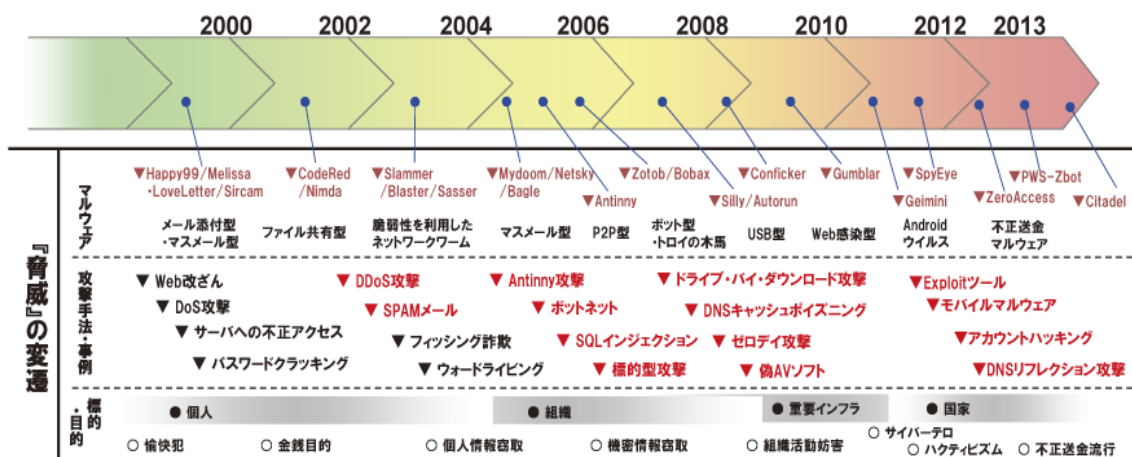 2000 2002 2004 2006 2008 2010 2012 2013
『脅威』の変遷
マルウェア
▼Happy99/Melissa
・LoveLetter/Sircam
▼CodeRed
/Nimda
▼Slammer
/Blaster/Sasser
▼Mydoom/Netsky
/Bagle
▼Antinny
▼Zotob/Bobax
▼Silly/Autorun
▼Conficker
▼Gumblar
▼Geimini
▼SpyEye
▼ZeroAccess
▼PWS-Zbot
▼Citadel
メール添付型
・マスメール型
ファイル共有型
脆弱性を利用した
ネットワークワーム
マスメール型
P2P型
ボット型
・トロイの木馬
USB型
Web感染型
Android
ウイルス
不正送金
マルウェア
攻撃手法・事例
▼Web改ざん
▼DoS攻撃
▼サーバへの不正アクセス
▼パスワードクラッキング
▼DDoS攻撃
▼SPAMメール
▼フィッシング詐欺
▼ウォードライビング
▼Antinny攻撃
▼ボットネット
▼SQLインジェクション
▼標的型攻撃
▼ドライブ・バイ・ダウンロード攻撃
▼DNSキャッシュポイズニング
▼ゼロデイ攻撃
▼偽AVソフト
▼Exploitツール
▼モバイルマルウェア
▼アカウントハッキング
▼DNSリフレクション攻撃
標的・目的
●個人
●組織
●重要インフラ
●国家
○愉快犯
○金銭目的
○個人情報窃取
○機密情報窃取
○組織活動妨害
○サイバーテロ
○ハクティビズム
○不正送金流行